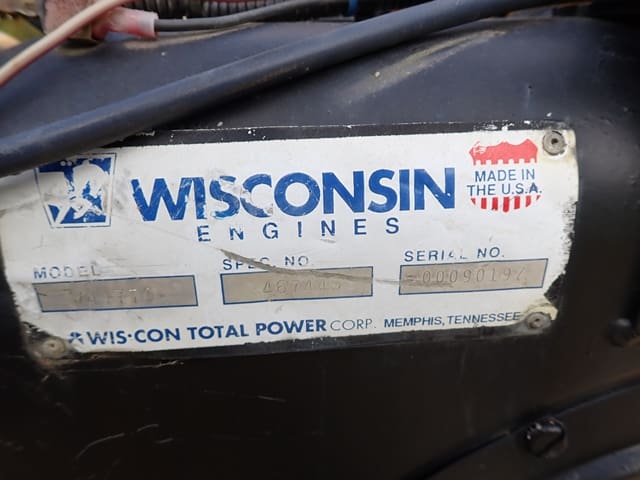 WISCONSIN
ENGINES
MADE IN
THE U.S.A.
MODEL
SPEC. NO.
SERIAL NO.
WIS-CON TOTAL POWER CORP. MEMPHIS, TENNESSEE